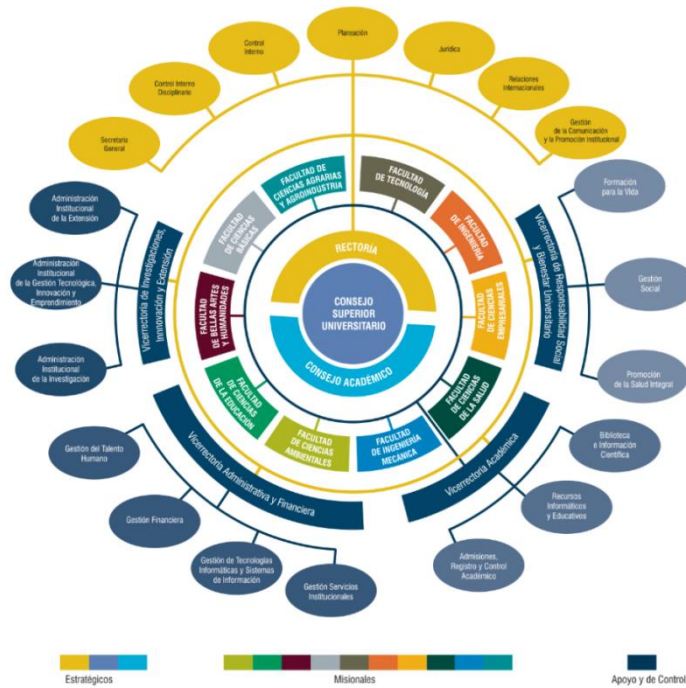 Planeación
Control
Interno
Jurídica
Control Interno
Disciplinario
Relaciones
Internacionales
Secretaría
General
Gestión
de la Comunicación
y la Promoción Institucional
FACULTAD DE
CIENCIAS AGRARIAS
Y AGROINDUSTRIA
FACULTAD
DE TECNOLOGÍA
FACULTAD
DE CIENCIAS
BÁSICAS
FACULTAD
DE INGENIERÍA
FACULTAD
DE BELLAS ARTES
Y HUMANIDADES
FACULTAD
DE CIENCIAS
EMPRESARIALES
FACULTAD
DE CIENCIAS
DE LA EDUCACIÓN
FACULTAD
DE CIENCIAS
DE LA SALUD
FACULTAD
DE CIENCIAS
AMBIENTALES
FACULTAD
DE INGENIERÍA
MECÁNICA
RECTORÍA
CONSEJO
SUPERIOR
UNIVERSITARIO
CONSEJO ACADÉMICO
Administración
Institucional
de la Extensión
Administración
Institucional
de la Gestión Tecnológica,
Innovación y
Emprendimiento
Administración
Institucional
de la Investigación
Vicerrectoría de Investigaciones,
Innovación y Extensión
Vicerrectoría de Responsabilidad Social
y Bienestar Universitario
Formación
para la Vida
Gestión
Social
Promoción
de la Salud Integral
Vicerrectoría Administrativa y Financiera
Gestión del Talento
Humano
Gestión Financiera
Gestión de Tecnologías
Informáticas y Sistemas
de Información
Gestión Servicios
Institucionales
Vicerrectoría Académica
Biblioteca
e Información
Científica
Recursos
Informáticos
y Educativos
Admisiones,
Registro y Control
Académico
Estratégicos
Misionales
Apoyo y de Control